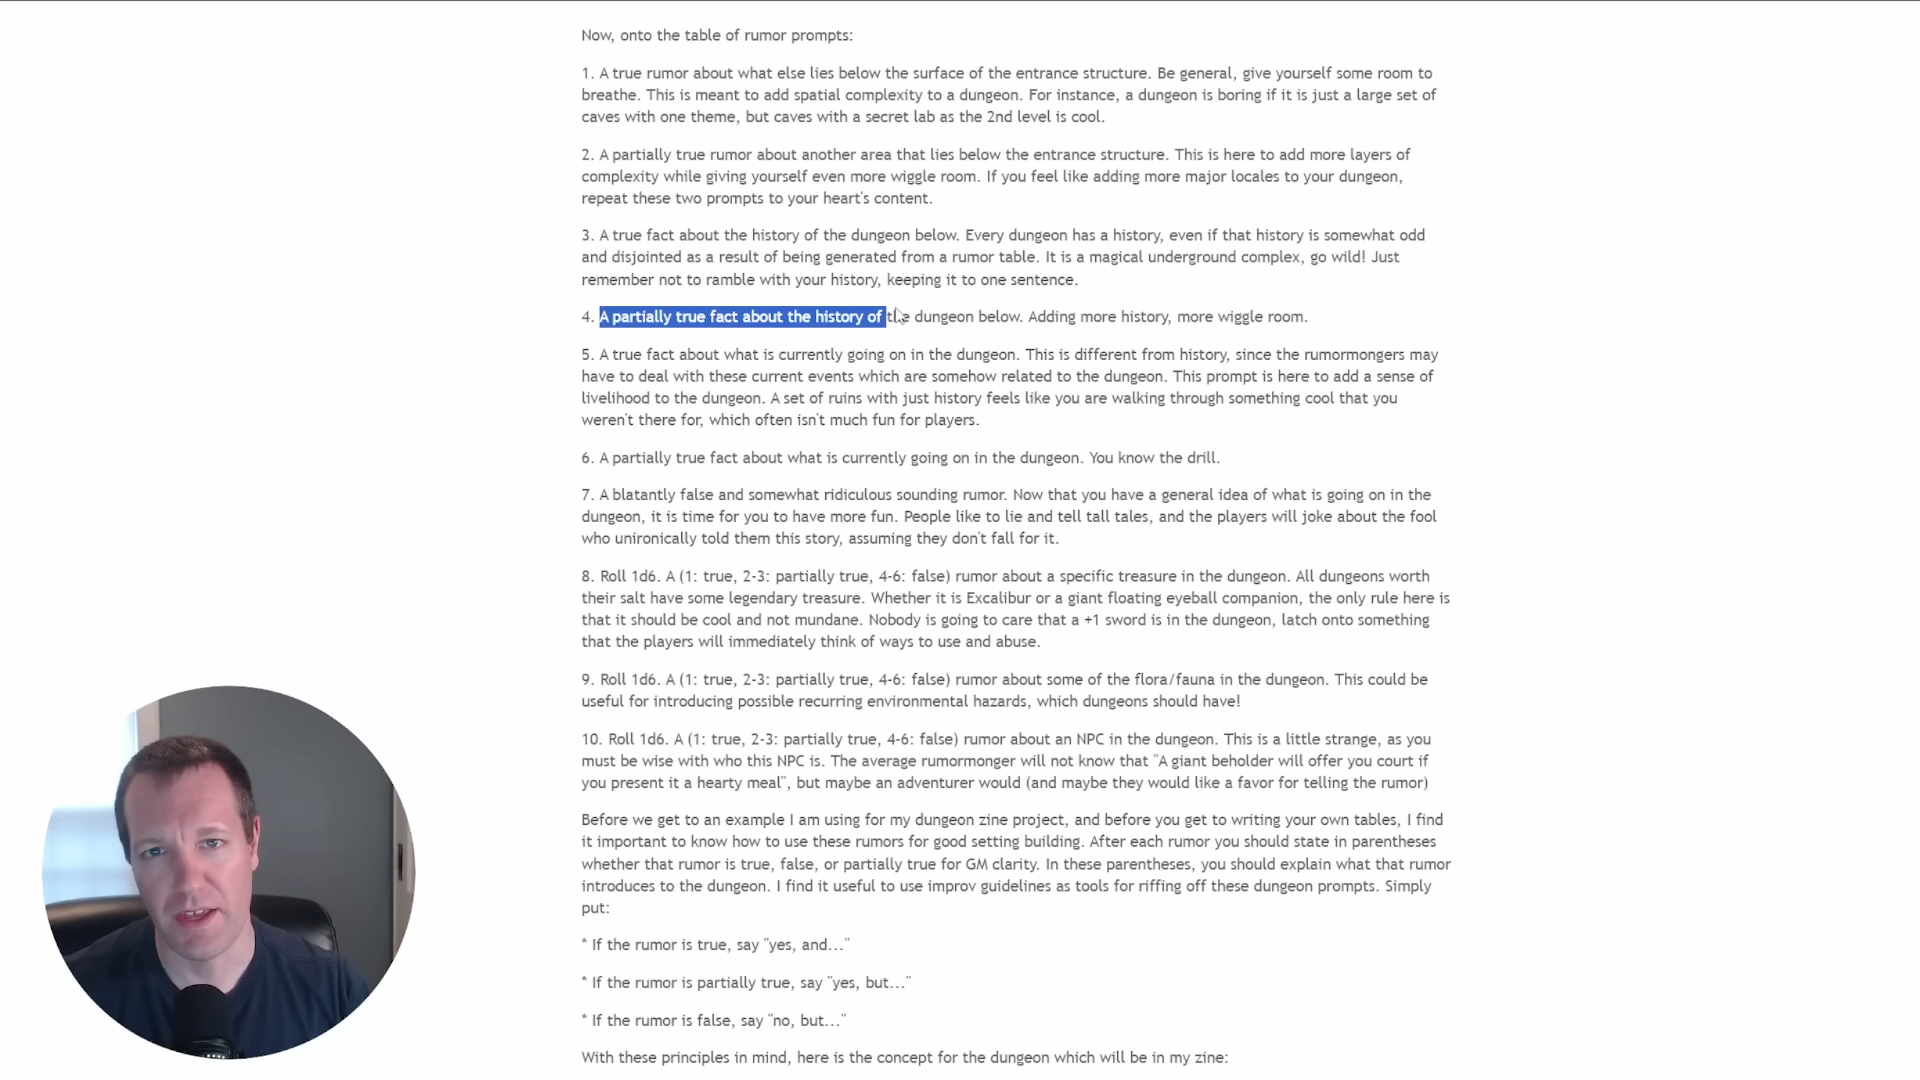 Now, onto the table of rumor prompts:
1. A true rumor about what else lies below the surface of the entrance structure. Be general, give yourself some room to
breathe. This is meant to add spatial complexity to a dungeon. For instance, a dungeon is boring if it is just a large set of
caves with one theme, but caves with a secret lab as the 2nd level is cool.
2. A partially true rumor about another area that lies below the entrance structure. This is here to add more layers of
complexity while giving yourself even more wiggle room. If you feel like adding more major locales to your dungeon,
repeat these two prompts to your heart's content.
3. A true fact about the history of the dungeon below. Every dungeon has a history, even if that history is somewhat odd
and disjointed as a result of being generated from a rumor table. It is a magical underground complex, go wild! Just
remember not to ramble with your history, keeping it to one sentence.
4. A partially true fact about the history of the dungeon below. Adding more history, more wiggle room.
5. A true fact about what is currently going on in the dungeon. This is different from history, since the rumormongers may
have to deal with these current events which are somehow related to the dungeon. This prompt is here to add a sense of
livelihood to the dungeon. A set of ruins with just history feels like you are walking through something cool that you
weren't there for, which often isn't much fun for players.
6. A partially true fact about what is currently going on in the dungeon. You know the drill.
7. A blatantly false and somewhat ridiculous sounding rumor. Now that you have a general idea of what is going on in the
dungeon, it is time for you to have more fun. People like to lie and tell tall tales, and the players will joke about the fool
who unironically told them this story, assuming they don't fall for it.
8. Roll 1d6. A (1: true, 2-3: partially true, 4-6: false) rumor about a specific treasure in the dungeon. All dungeons worth
their salt have some legendary treasure. Whether it is Excalibur or a giant floating eyeball companion, the only rule here is
that it should be cool and not mundane. Nobody is going to care that a +1 sword is in the dungeon, latch onto something
that the players will immediately think of ways to use and abuse.
9. Roll 1d6. A (1: true, 2-3: partially true, 4-6: false) rumor about some of the flora/fauna in the dungeon. This could be
useful for introducing possible recurring environmental hazards, which dungeons should have!
10. Roll 1d6. A (1: true, 2-3: partially true, 4-6: false) rumor about an NPC in the dungeon. This is a little strange, as you
must be wise with who this NPC is. The average rumormonger will not know that "A giant beholder will offer you court if
you present it a hearty meal", but maybe an adventurer would (and maybe they would like a favor for telling the rumor)
Before we get to an example I am using for my dungeon zine project, and before you get to writing your own tables, I find
it important to know how to use these rumors for good setting building. After each rumor you should state in parentheses
whether that rumor is true, false, or partially true for GM clarity. In these parentheses, you should explain what that rumor
introduces to the dungeon. I find it useful to use improv guidelines as tools for riffing off these dungeon prompts. Simply
put:
* If the rumor is true, say "yes, and..."
* If the rumor is partially true, say "yes, but..."
* If the rumor is false, say "no, but..."
With these principles in mind, here is the concept for the dungeon which will be in my zine: